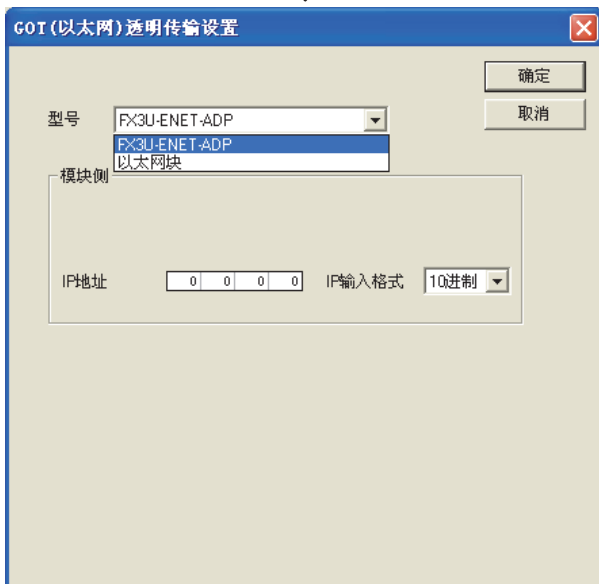 GOT(以太网)透明传输设置
确定
型号 FX3U-ENET-ADP
取消
FX3U-ENET-ADP
以太网块
模块侧
IP地址 0 0 0 0 IP输入格式 10进制